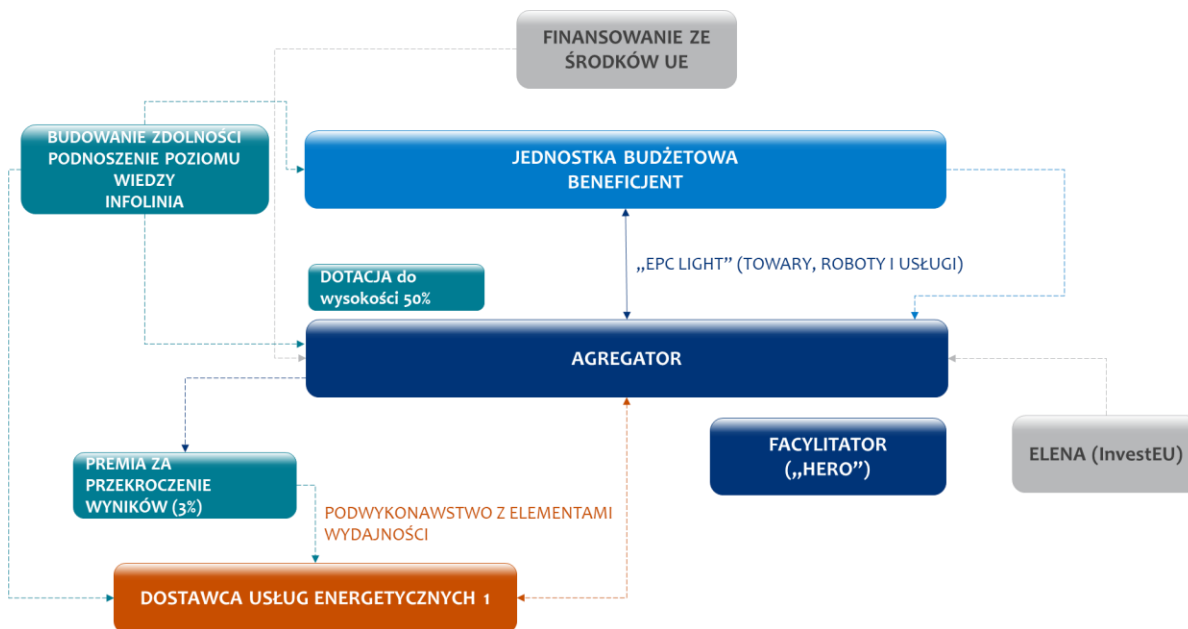 FINANSOWANIE ZE
ŚRODKÓW UE
BUDOWANIE ZDOLNOŚCI
PODNOSZENIE POZIOMU
WIEDZY
INFOLINIA
JEDNOSTKA BUDŻETOWA
BENEFICJENT
„EPC LIGHT” (TOWARY, ROBOTY I USŁUGI)
DOTACJA do
wysokości 50%
AGREGATOR
FACYLITATOR
(„HERO”)
ELENA (InvestEU)
PREMIA ZA
PRZEKROCZENIE
WYNIKÓW (3%)
PODWYKONAWSTWO Z ELEMENTAMI
WYDAJNOŚCI
DOSTAWCA USŁUG ENERGETYCZNYCH 1